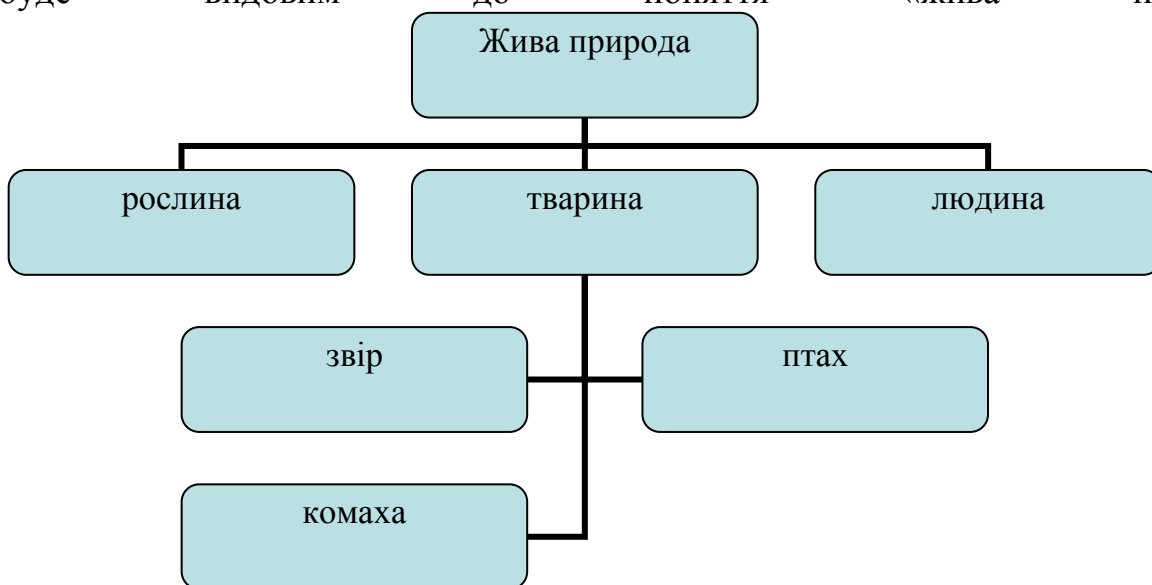 буде видовим до поняття «жива
Жива природа
рослина тварина людина
звір птах
комаха